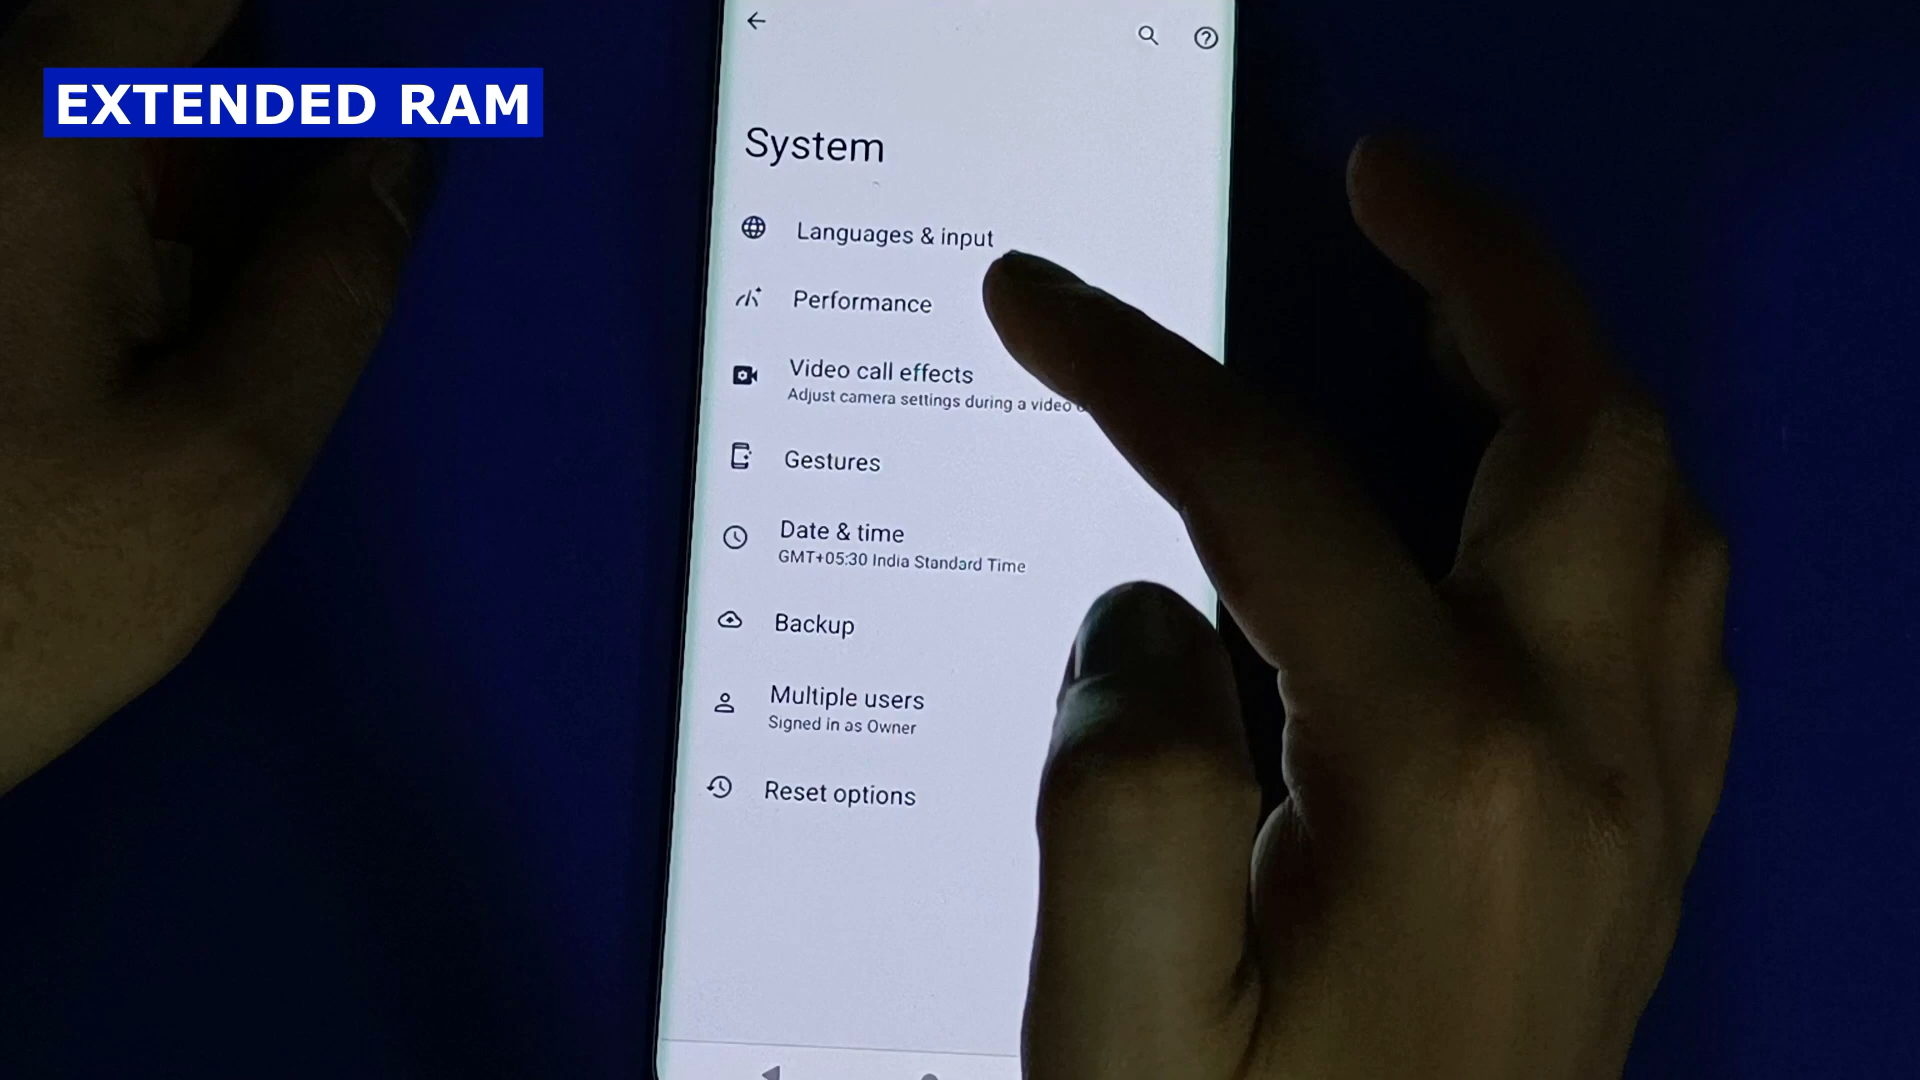 EXTENDED RAM
System
Languages & input
Performance
Video call effects
Adjust camera settings during a video
Gestures
Date & time
GMT+05:30 India Standard Time
Backup
Multiple users
Signed in as Owner
Reset options